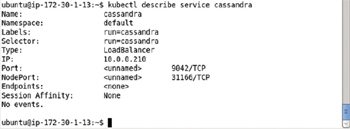 ubuntu@ip-172-30-1-13:~$ kubectl describe service cassandra
Name: cassandra
Namespace: default
Labels: run=cassandra
Selector: run=cassandra
Type: LoadBalancer
IP: 10.0.0.210
Port: <unnamed> 9042/TCP
NodePort: <unnamed> 31166/TCP
Endpoints: <none>
Session Affinity: None
No events.
ubuntu@ip-172-30-1-13:~$